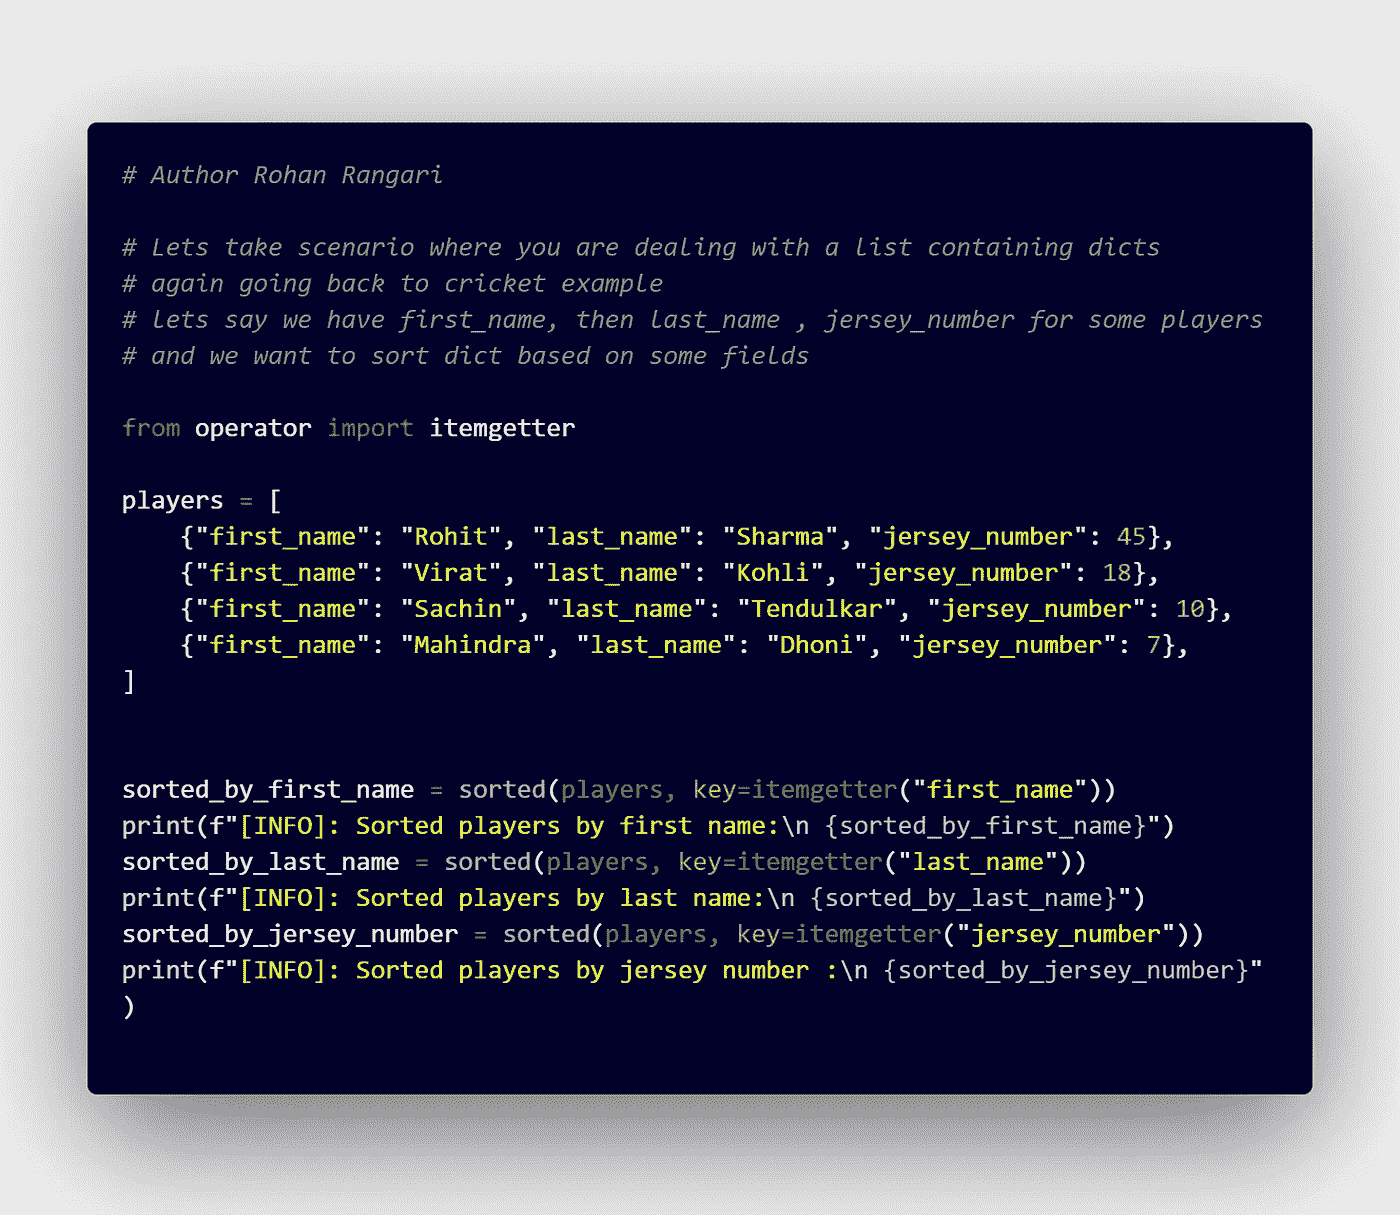 # Author Rohan Rangari
# Lets take scenario where you are dealing with a list containing dicts
# again going back to cricket example
# lets say we have first_name, then last_name , jersey_number for some players
# and we want to sort dict based on some fields
from operator import itemgetter
players = [
    {"first_name": "Rohit", "last_name": "Sharma", "jersey_number": 45},
    {"first_name": "Virat", "last_name": "Kohli", "jersey_number": 18},
    {"first_name": "Sachin", "last_name": "Tendulkar", "jersey_number": 10},
    {"first_name": "Mahindra", "last_name": "Dhoni", "jersey_number": 7},
]
sorted_by_first_name = sorted(players, key=itemgetter("first_name"))
print(f"[INFO]: Sorted players by first name:\n {sorted_by_first_name}")
sorted_by_last_name = sorted(players, key=itemgetter("last_name"))
print(f"[INFO]: Sorted players by last name:\n {sorted_by_last_name}")
sorted_by_jersey_number = sorted(players, key=itemgetter("jersey_number"))
print(f"[INFO]: Sorted players by jersey number :\n {sorted_by_jersey_number}"
)